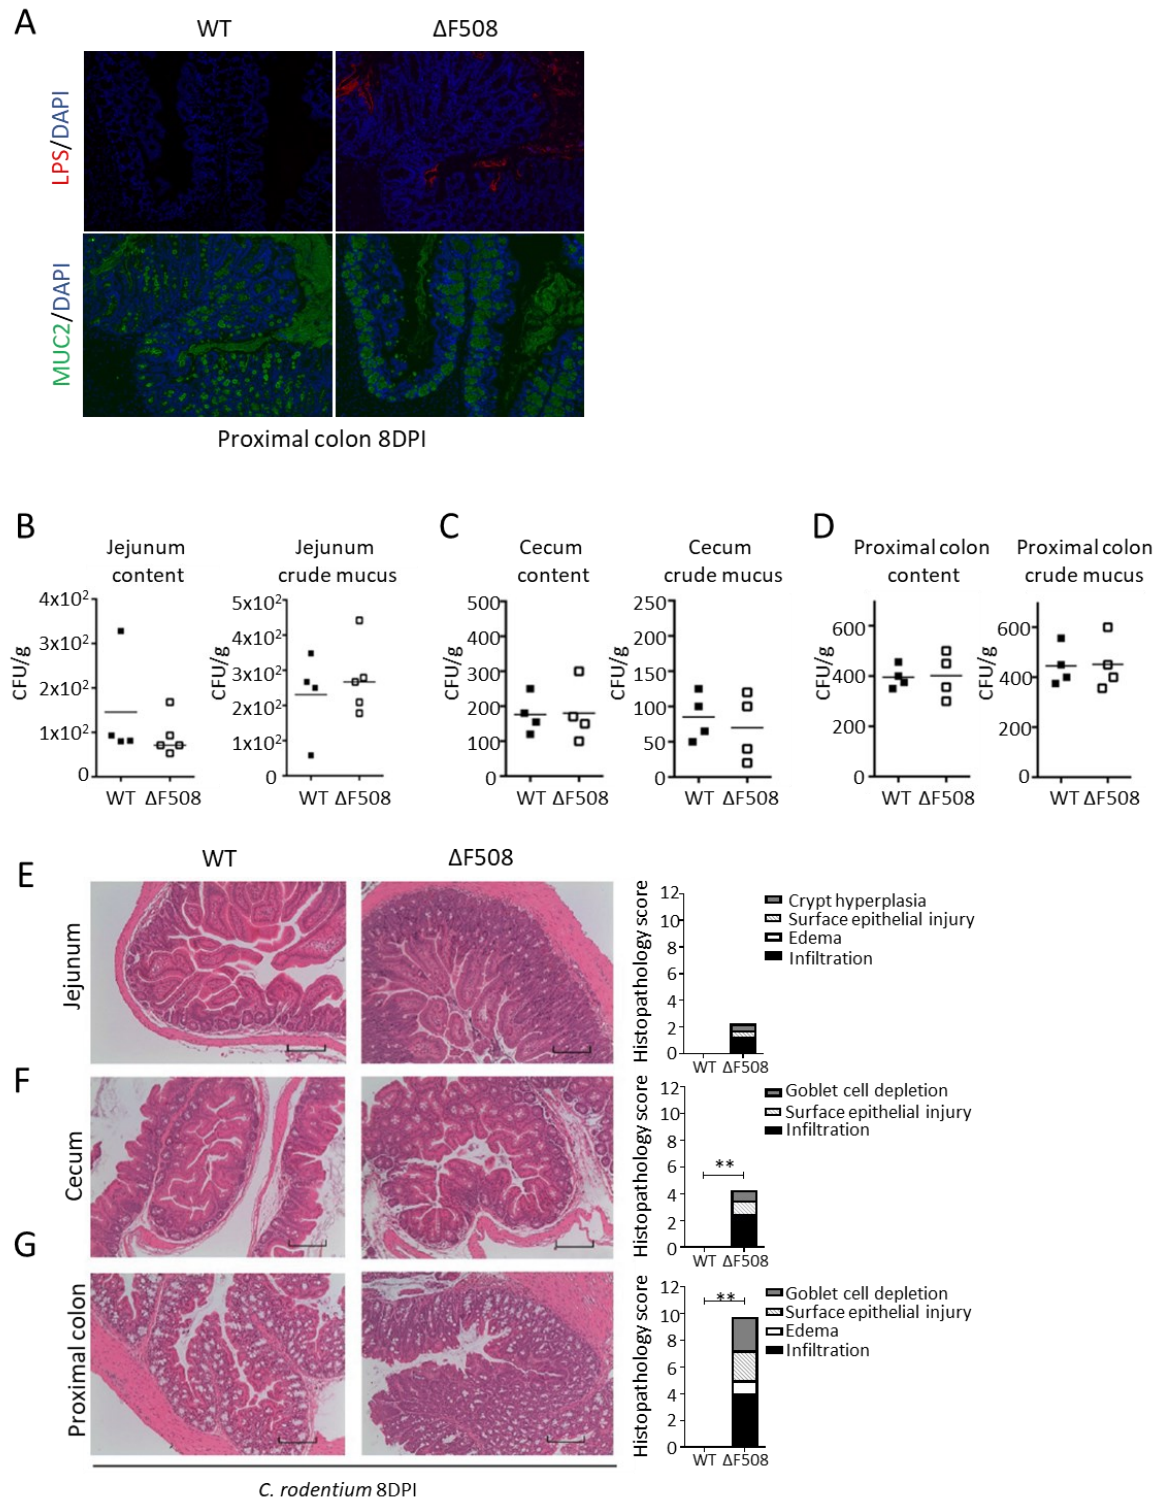 A
WT
ΔF508
LPS/DAPI
MUC2/DAPI
Proximal colon 8DPI
B
Jejunum
content
CFU/g
4x10²
3x10²
2x10²
1x10²
0
WT ΔF508
Jejunum
crude mucus
CFU/g
5x10²
4x10²
3x10²
2x10²
1x10²
0
WT ΔF508
C
Cecum
content
CFU/g
500
300
200
100
0
WT ΔF508
Cecum
crude mucus
CFU/g
250
200
150
100
50
0
WT ΔF508
D
Proximal colon
content
CFU/g
600
400
200
0
WT ΔF508
Proximal colon
crude mucus
CFU/g
600
400
200
0
WT ΔF508
WT
ΔF508
E
Jejunum
Histopathology score
12
10
8
6
4
2
0
WT ΔF508
Crypt hyperplasia
Surface epithelial injury
Edema
Infiltration
F
Cecum
Histopathology score
12
10
8
6
4
2
0
**
WT ΔF508
Goblet cell depletion
Surface epithelial injury
Infiltration
G
Proximal colon
Histopathology score
12
10
8
6
4
2
0
**
WT ΔF508
Goblet cell depletion
Surface epithelial injury
Edema
Infiltration
C. rodentium 8DPI